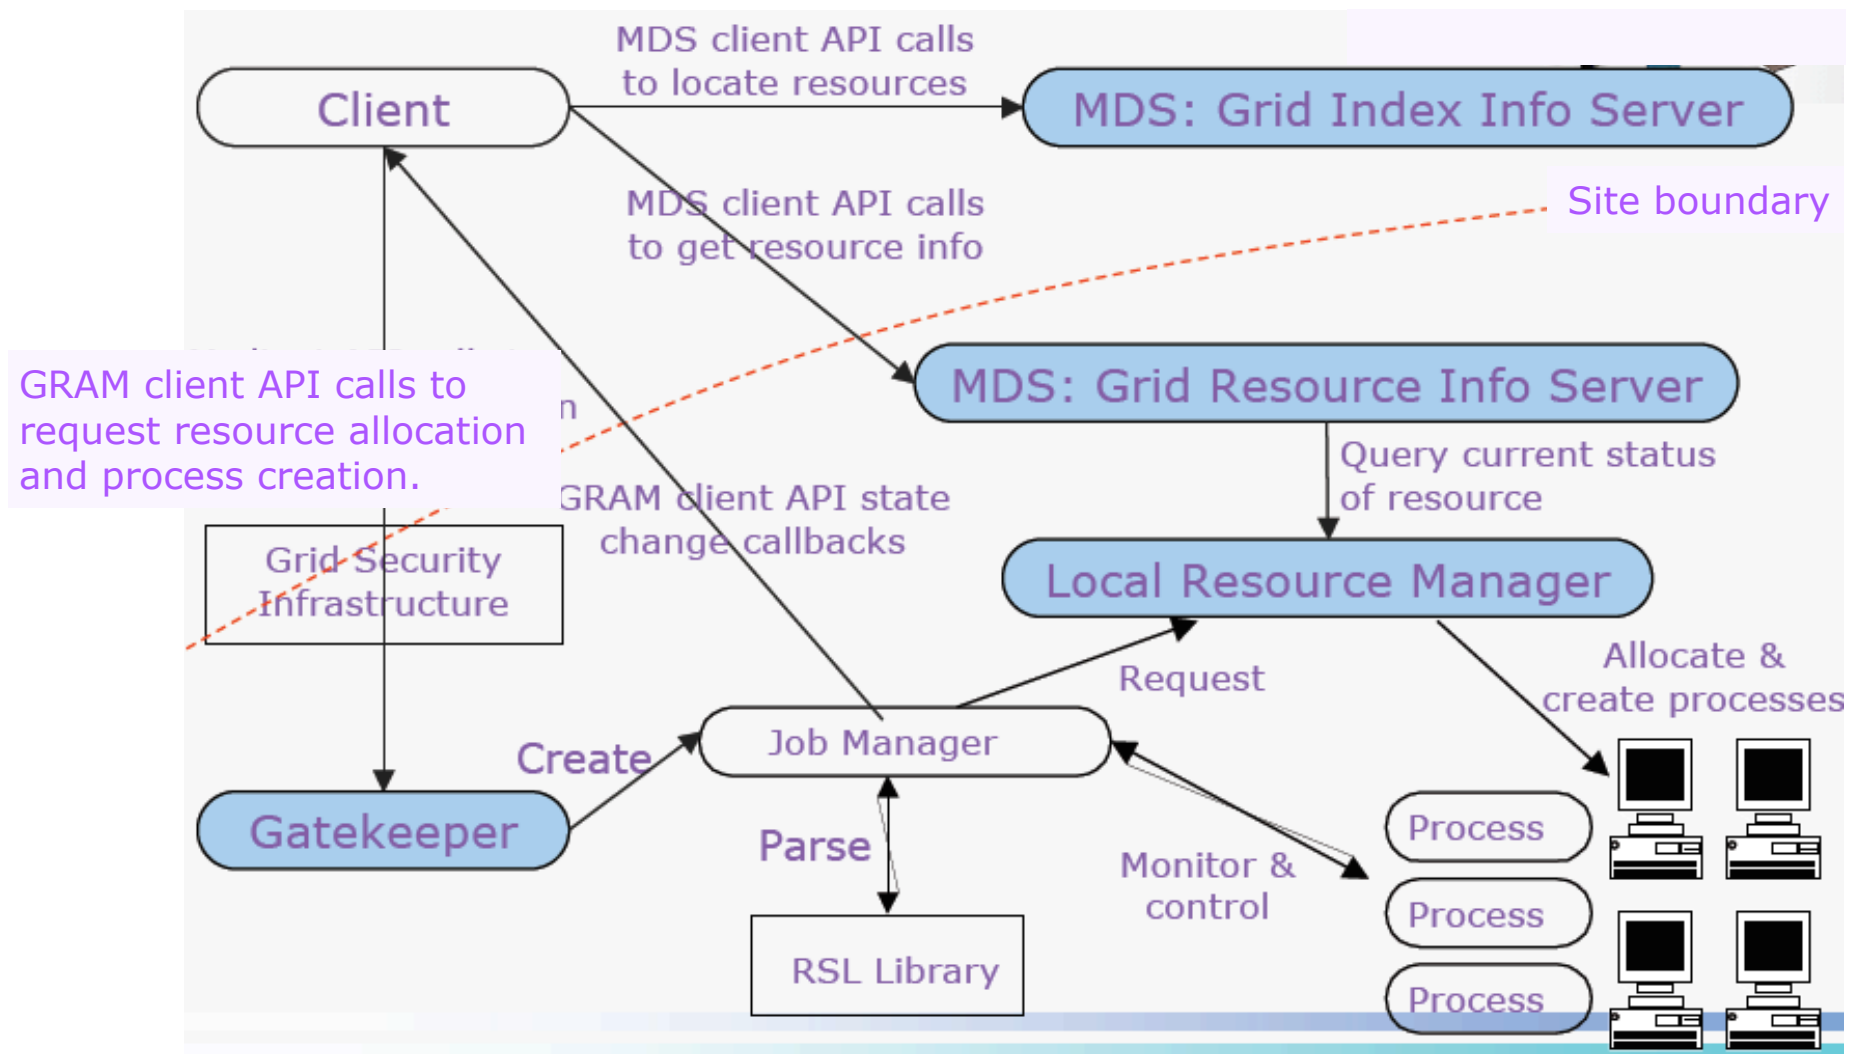 MDS client API calls
to locate resources
Client
MDS: Grid Index Info Server
Site boundary
MDS client API calls
to get resource info
MDS: Grid Resource Info Server
GRAM client API calls to
request resource allocation
and process creation.
n
Query current status
of resource
GRAM client API state
change callbacks
Grid Security
Infrastructure
Local Resource Manager
Request
Allocate &
create processes
Job Manager
Create
Gatekeeper
Parse
Monitor &
control
Process
Process
Process
RSL Library